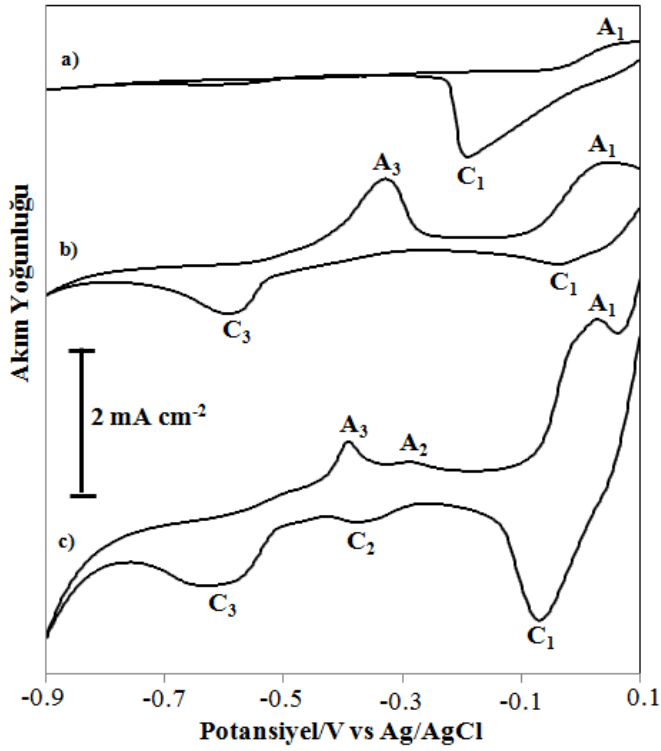 A₁
a)
C₁
A₃
A₁
b)
C₁
C₃
A₁
2 mA cm⁻²
A₃
A₂
c)
C₂
C₃
C₁
Akım Yoğunluğu
-0.9 -0.7 -0.5 -0.3 -0.1 0.1
Potansiyel/V vs Ag/AgCl